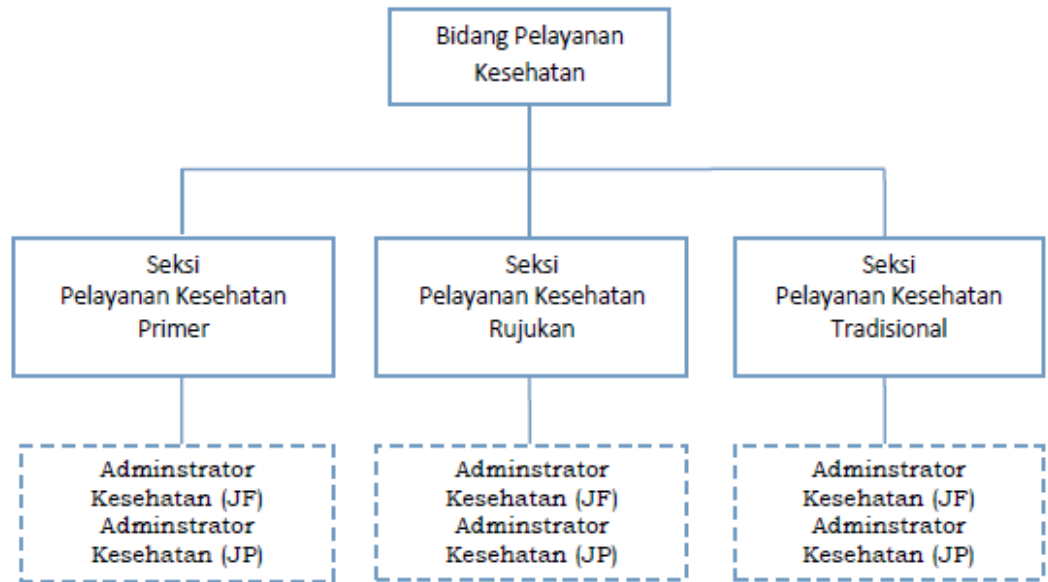 Bidang Pelayanan
Kesehatan
Seksi
Pelayanan Kesehatan
Primer
Seksi
Pelayanan Kesehatan
Rujukan
Seksi
Pelayanan Kesehatan
Tradisional
Adminstrator
Kesehatan (JF)
Adminstrator
Kesehatan (JP)
Adminstrator
Kesehatan (JF)
Adminstrator
Kesehatan (JP)
Adminstrator
Kesehatan (JF)
Adminstrator
Kesehatan (JP)